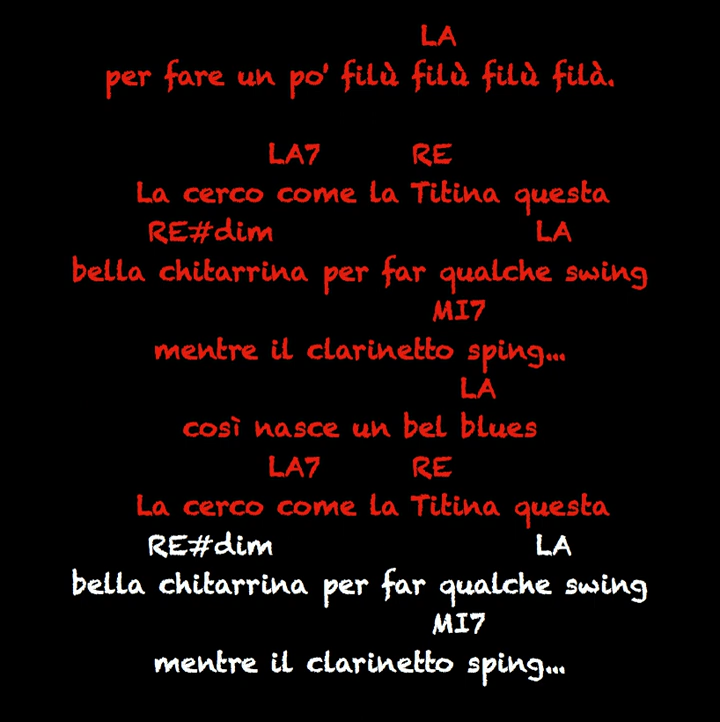 LA
per fare un po' filù filù filù filà.
LA7 RE
La cerco come la Titina questa
RE#dim LA
bella chitarrina per far qualche swing
MI7
mentre il clarinetto sping...
LA
così nasce un bel blues
LA7 RE
La cerco come la Titina questa
RE#dim LA
bella chitarrina per far qualche swing
MI7
mentre il clarinetto sping...